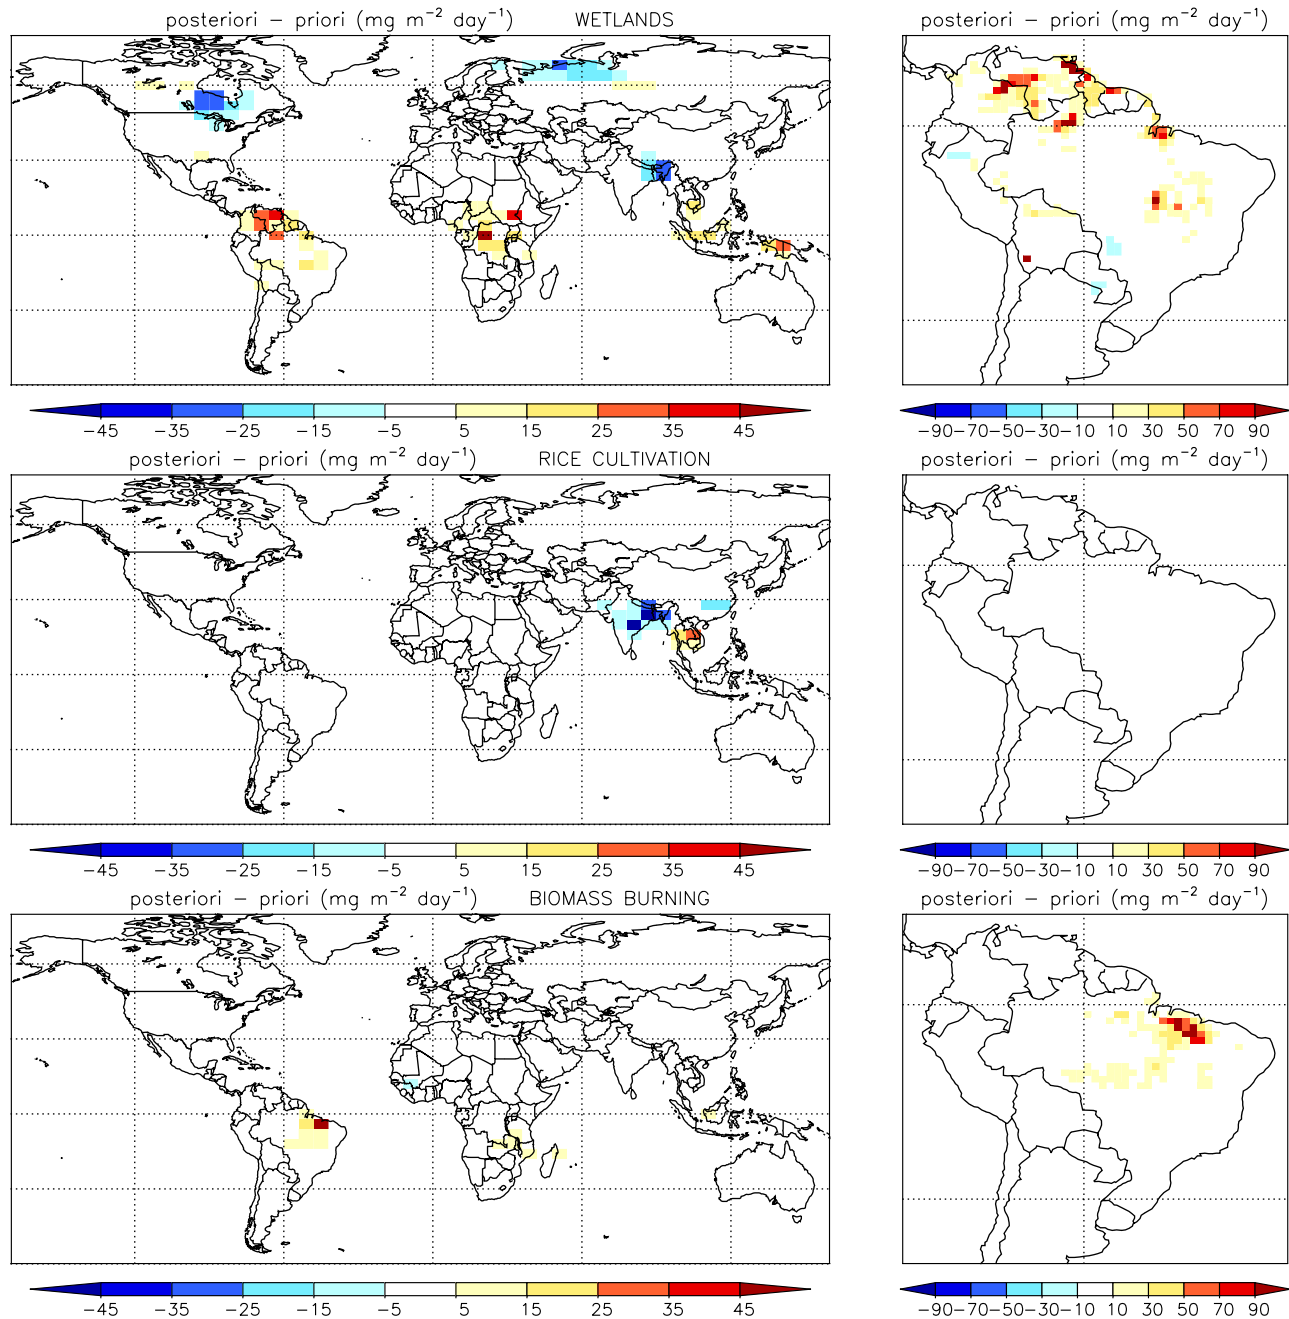 posteriori − priori (mg m⁻² day⁻¹) WETLANDS
posteriori − priori (mg m⁻² day⁻¹)
−45 −35 −25 −15 −5 5 15 25 35 45
−90 −70 −50 −30 −10 10 30 50 70 90
posteriori − priori (mg m⁻² day⁻¹) RICE CULTIVATION
posteriori − priori (mg m⁻² day⁻¹)
−45 −35 −25 −15 −5 5 15 25 35 45
−90 −70 −50 −30 −10 10 30 50 70 90
posteriori − priori (mg m⁻² day⁻¹) BIOMASS BURNING
posteriori − priori (mg m⁻² day⁻¹)
−45 −35 −25 −15 −5 5 15 25 35 45
−90 −70 −50 −30 −10 10 30 50 70 90